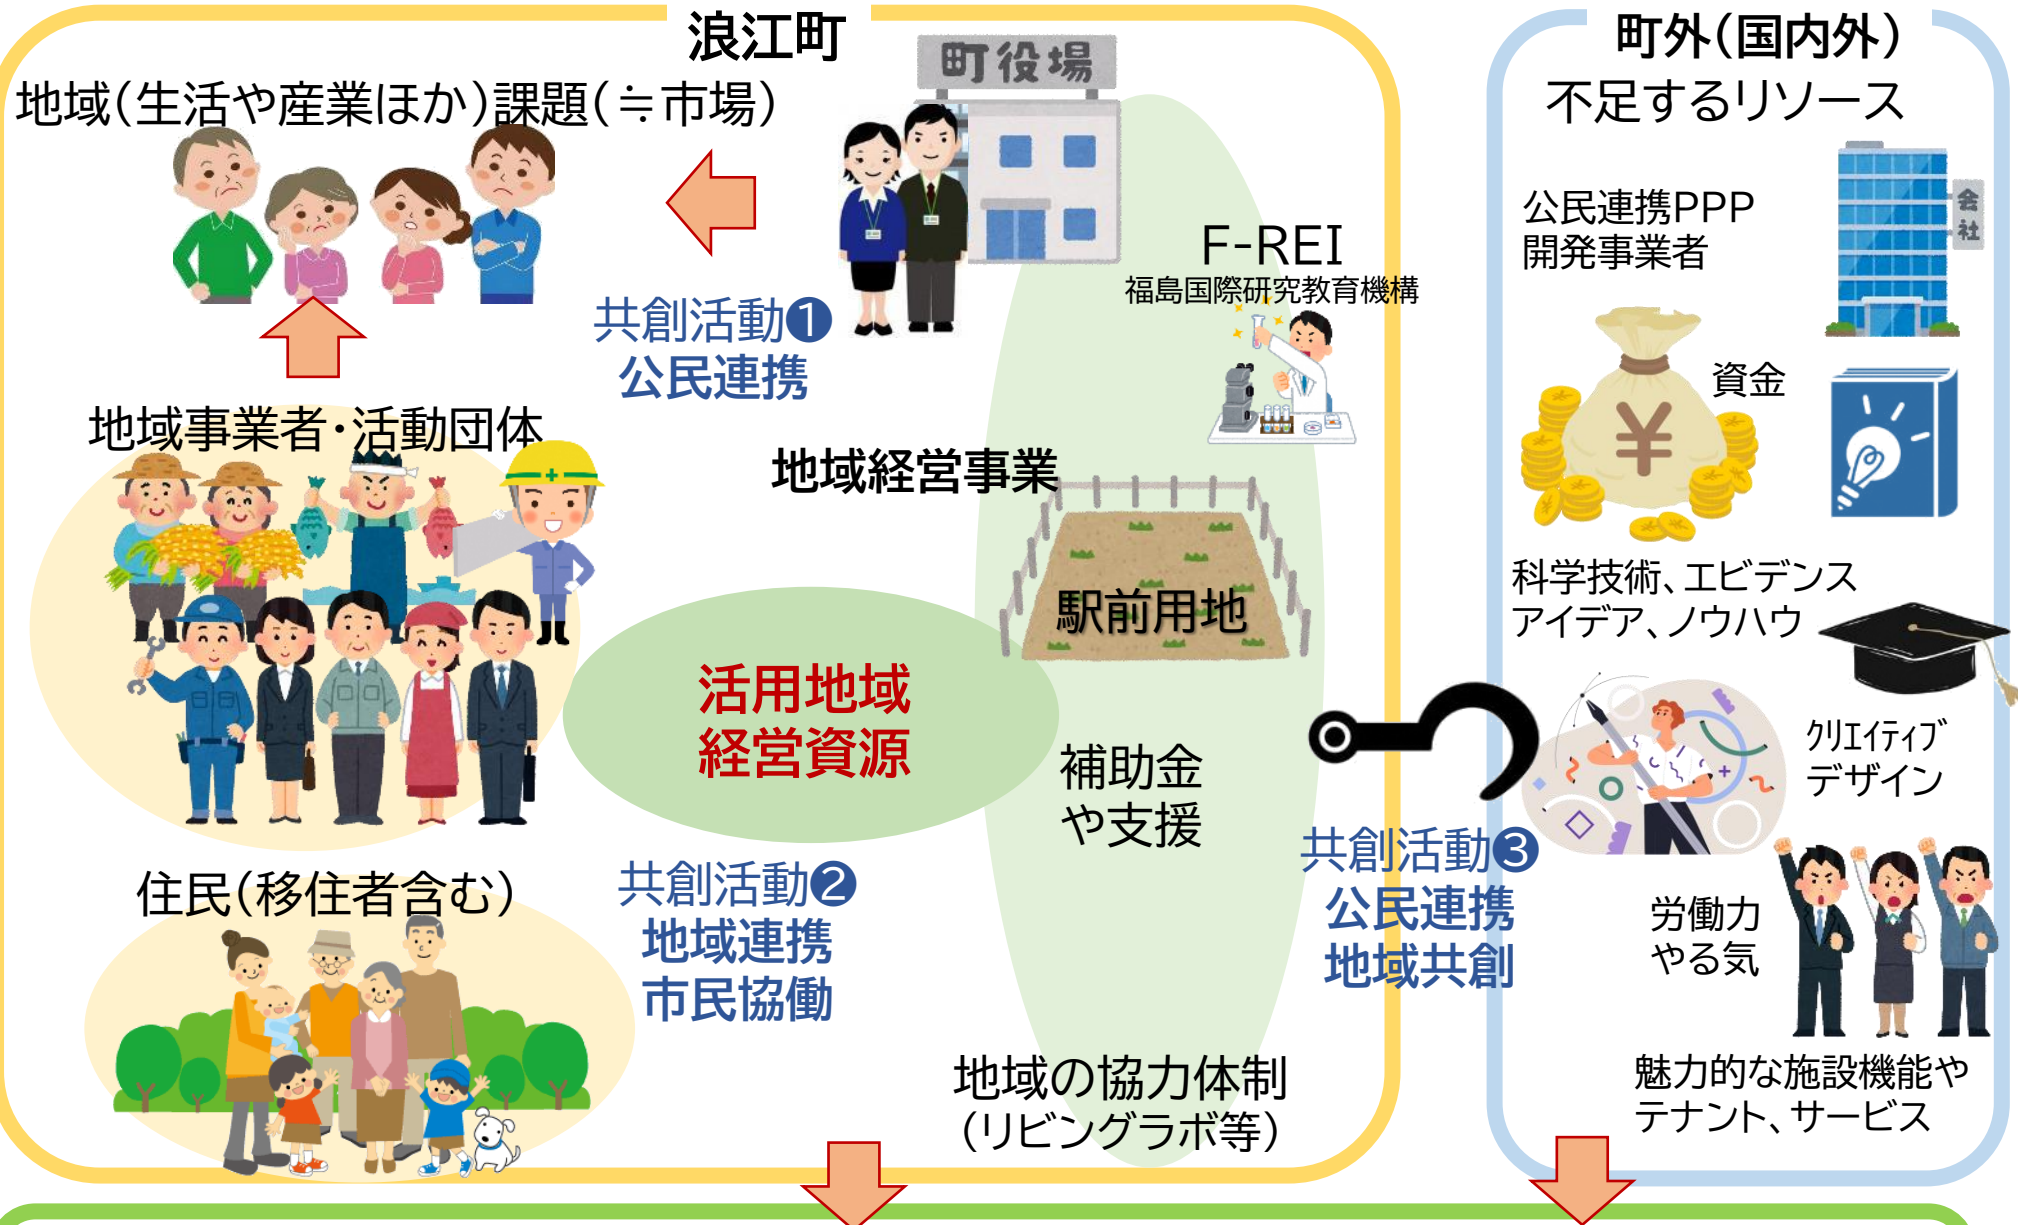 浪江町
地域(生活や産業ほか)課題(≒市場)
町役場
F-REI
福島国際研究教育機構
共創活動❶
公民連携
地域事業者・活動団体
地域経営事業
駅前用地
活用地域
経営資源
補助金
や支援
共創活動❷
地域連携
市民協働
住民(移住者含む)
共創活動❸
公民連携
地域共創
地域の協力体制
(リビングラボ等)
町外(国内外)
不足するリソース
公民連携PPP
開発事業者
会社
資金
¥
科学技術、エビデンス
アイデア、ノウハウ
ｸﾘｴｲﾃｨﾌﾞ
デザイン
労働力
やる気
魅力的な施設機能や
テナント、サービス